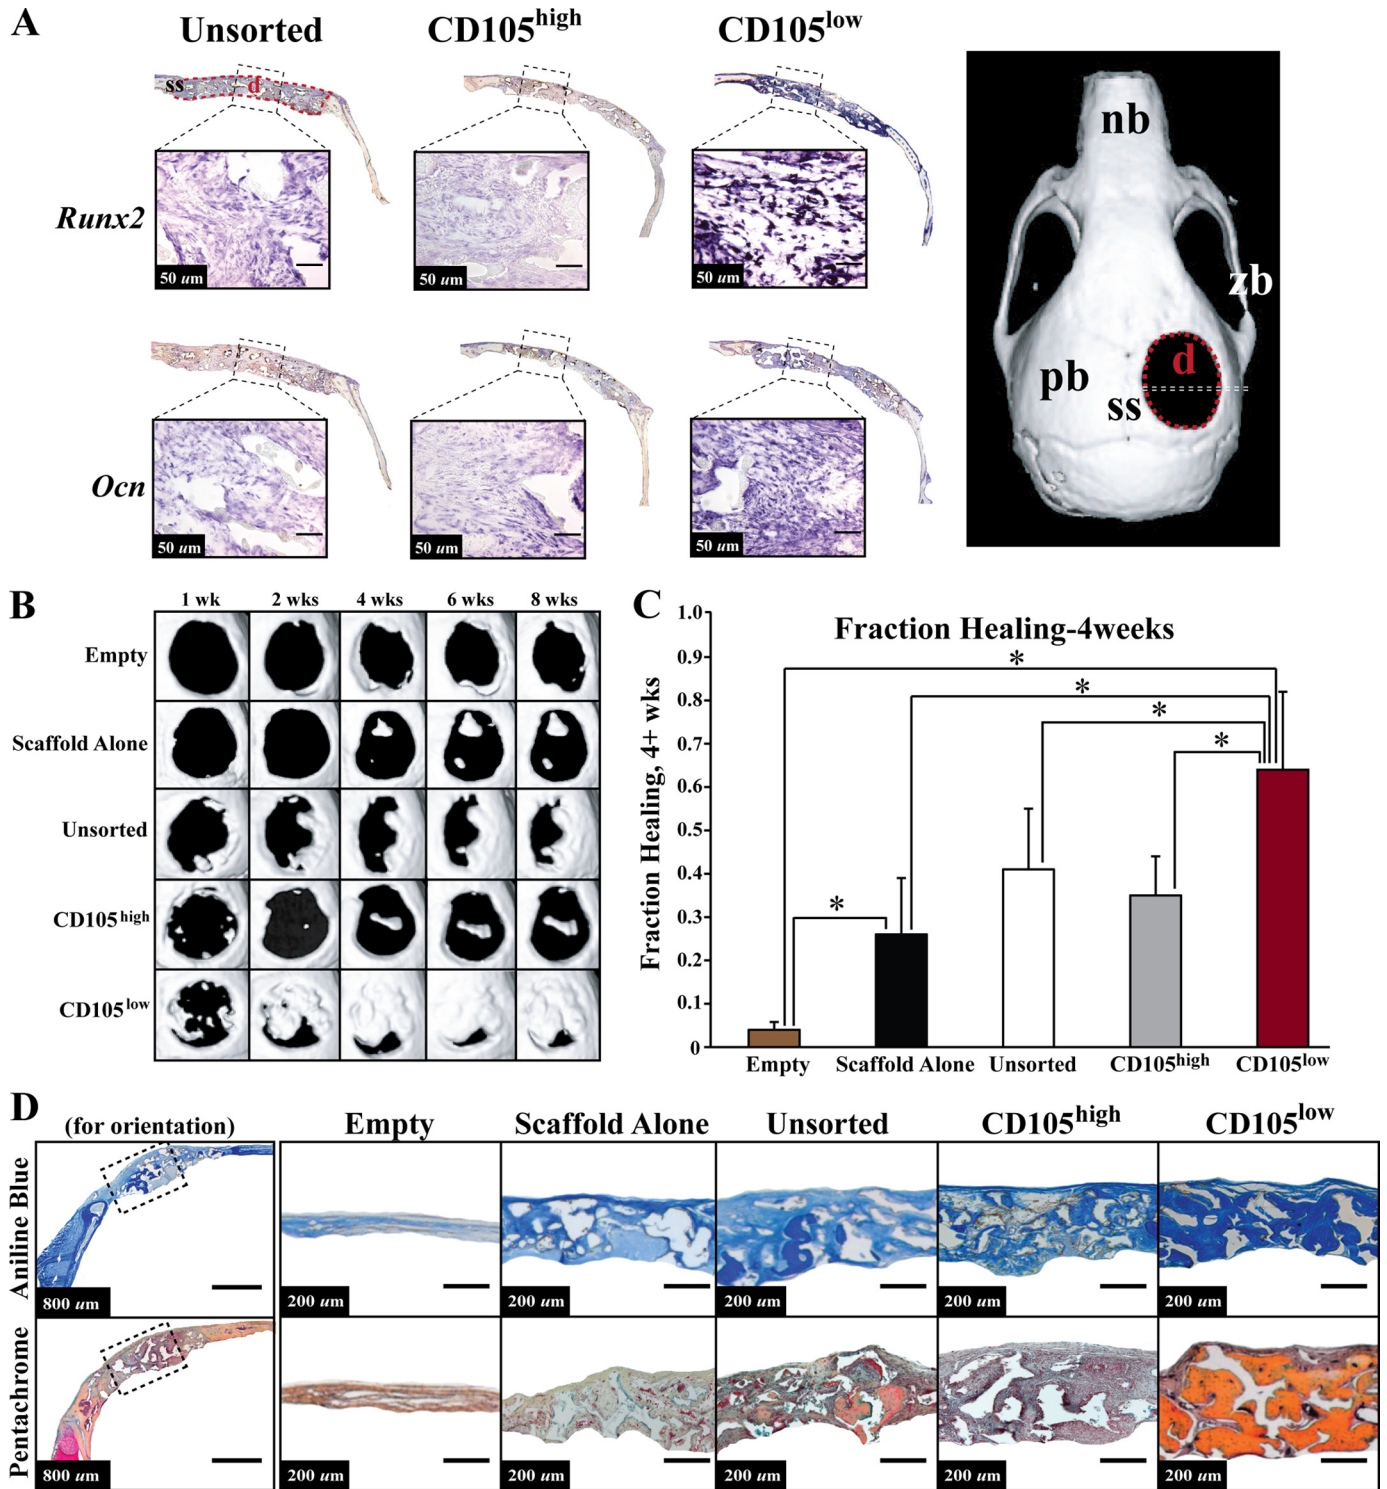 A
Unsorted
CD105high
CD105low
ss
d
Runx2
50 um
50 um
50 um
Ocn
50 um
50 um
50 um
nb
zb
d
pb
ss
B
1 wk 2 wks 4 wks 6 wks 8 wks
Empty
Scaffold Alone
Unsorted
CD105high
CD105low
C
Fraction Healing-4weeks
Fraction Healing, 4+ wks
1.0
0.9
0.8
0.7
0.6
0.5
0.4
0.3
0.2
0.1
0
*
*
*
*
*
Empty Scaffold Alone Unsorted CD105high CD105low
D
(for orientation) Empty Scaffold Alone Unsorted CD105high CD105low
Aniline Blue
800 um 200 um 200 um 200 um 200 um 200 um
Pentachrome
800 um 200 um 200 um 200 um 200 um 200 um